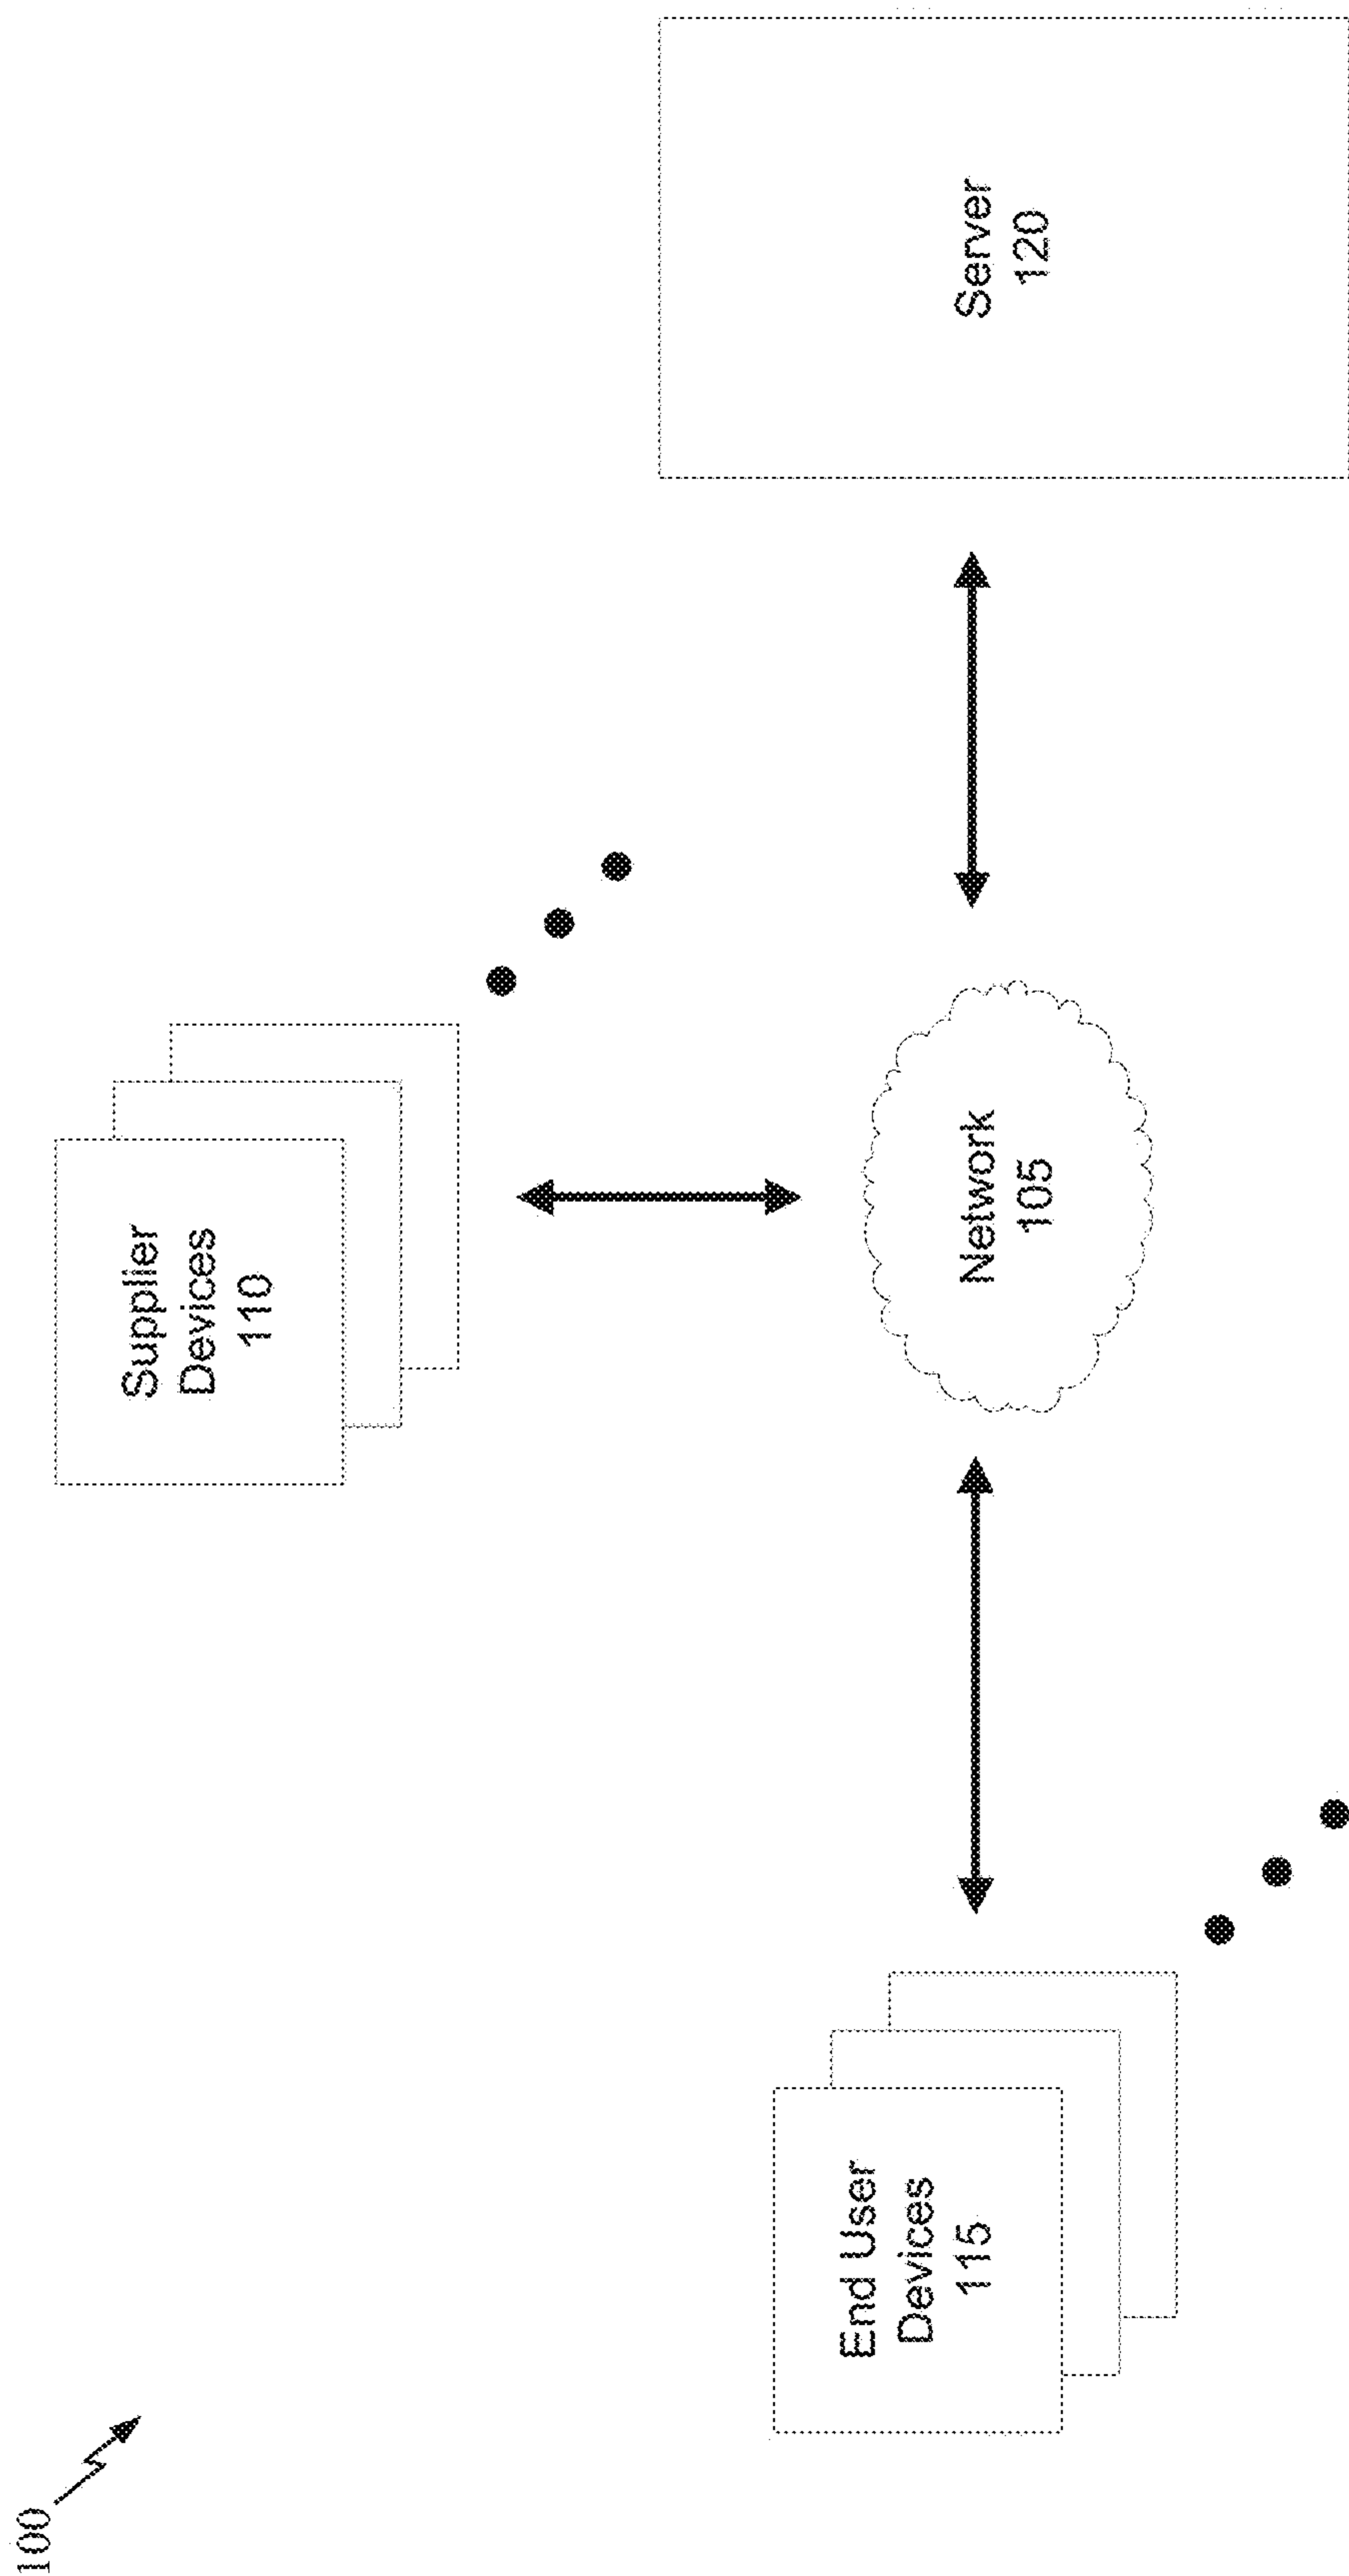 100
Supplier
Devices
110
End User
Devices
115
Network
105
Server
120